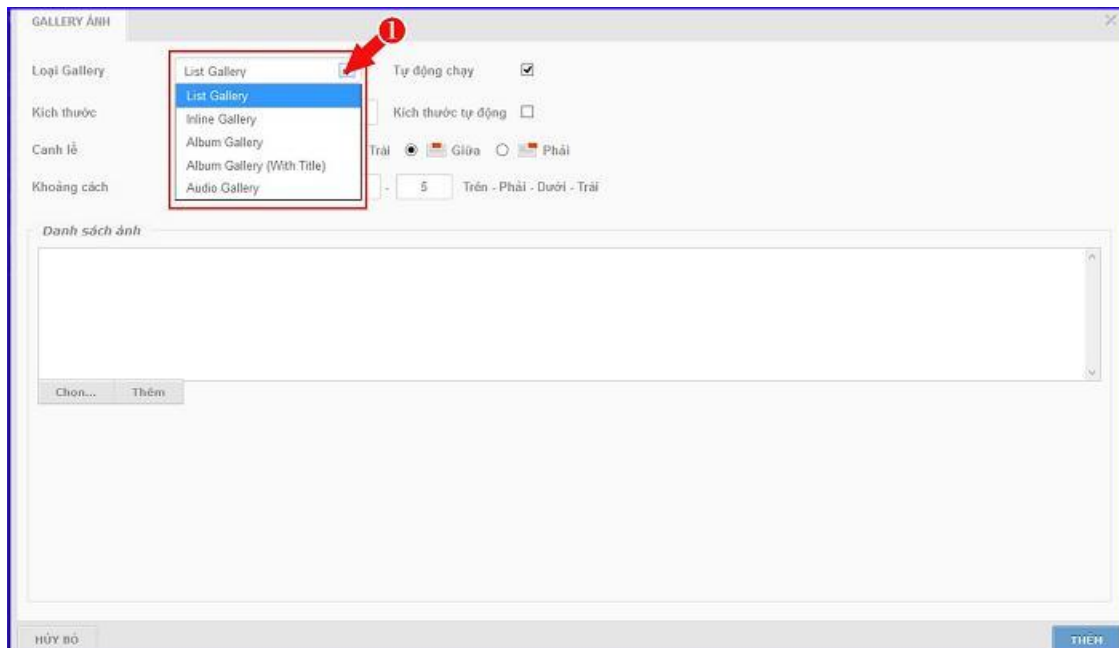 GALLERY ẢNH
1
Loại Gallery List Gallery Tự động chạy
List Gallery
Kích thước Inline Gallery Kích thước tự động
Album Gallery
Canh lề Trái Giữa Phải
Album Gallery (With Title)
Khoảng cách Audio Gallery - 5 Trên - Phải - Dưới - Trái
Danh sách ảnh
Chọn... Thêm
HỦY BỎ THÊM